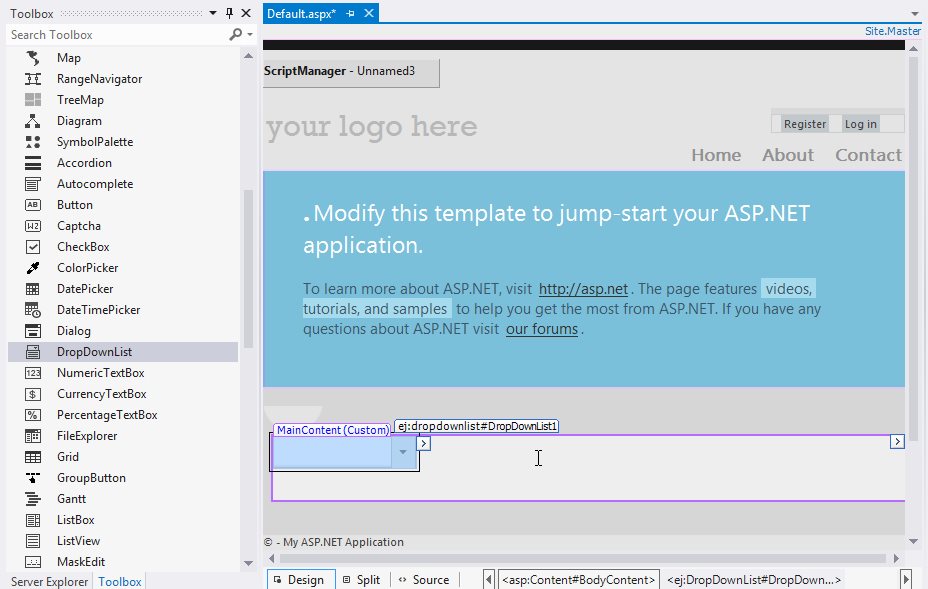 Toolbox
Search Toolbox
Map
RangeNavigator
TreeMap
Diagram
SymbolPalette
Accordion
Autocomplete
Button
Captcha
CheckBox
ColorPicker
DatePicker
DateTimePicker
Dialog
DropDownList
NumericTextBox
CurrencyTextBox
PercentageTextBox
FileExplorer
Grid
GroupButton
Gantt
ListBox
ListView
MaskEdit
Server Explorer
Toolbox
Default.aspx*
Site.Master
ScriptManager - Unnamed3
your logo here
Register Log in
Home About Contact
. Modify this template to jump-start your ASP.NET
application.
To learn more about ASP.NET, visit http://asp.net . The page features videos,
tutorials, and samples to help you get the most from ASP.NET. If you have any
questions about ASP.NET visit our forums .
MainContent (Custom) ej:dropdownlist#DropDownList1
© - My ASP.NET Application
Design Split Source <asp:Content#BodyContent> <ej:DropDownList#DropDown...>